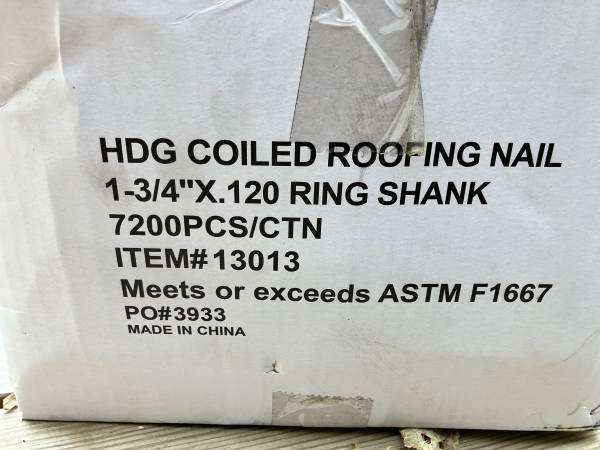 HDG COILED ROOFING NAIL
1-3/4"X.120 RING SHANK
7200PCS/CTN
ITEM#13013
Meets or exceeds ASTM F1667
PO#3933
MADE IN CHINA